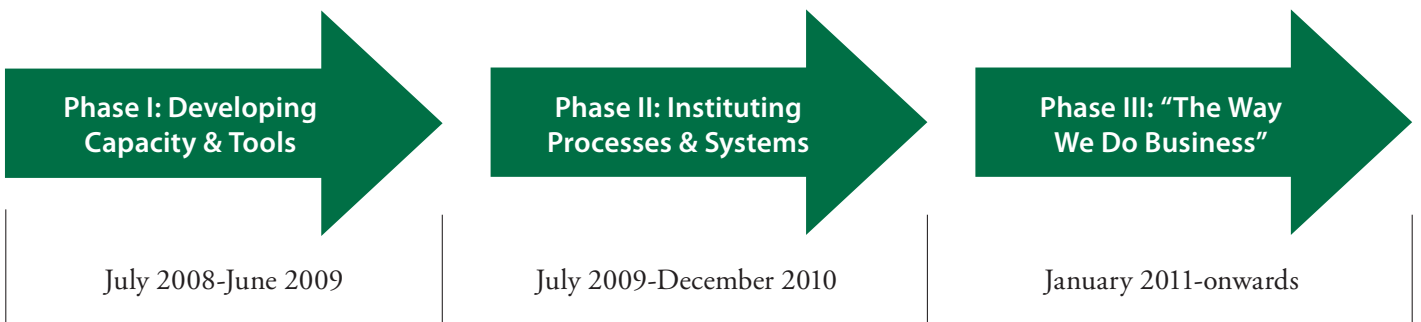 Phase I: Developing
Capacity & Tools
Phase II: Instituting
Processes & Systems
Phase III: “The Way
We Do Business”
July 2008-June 2009
July 2009-December 2010
January 2011-onwards